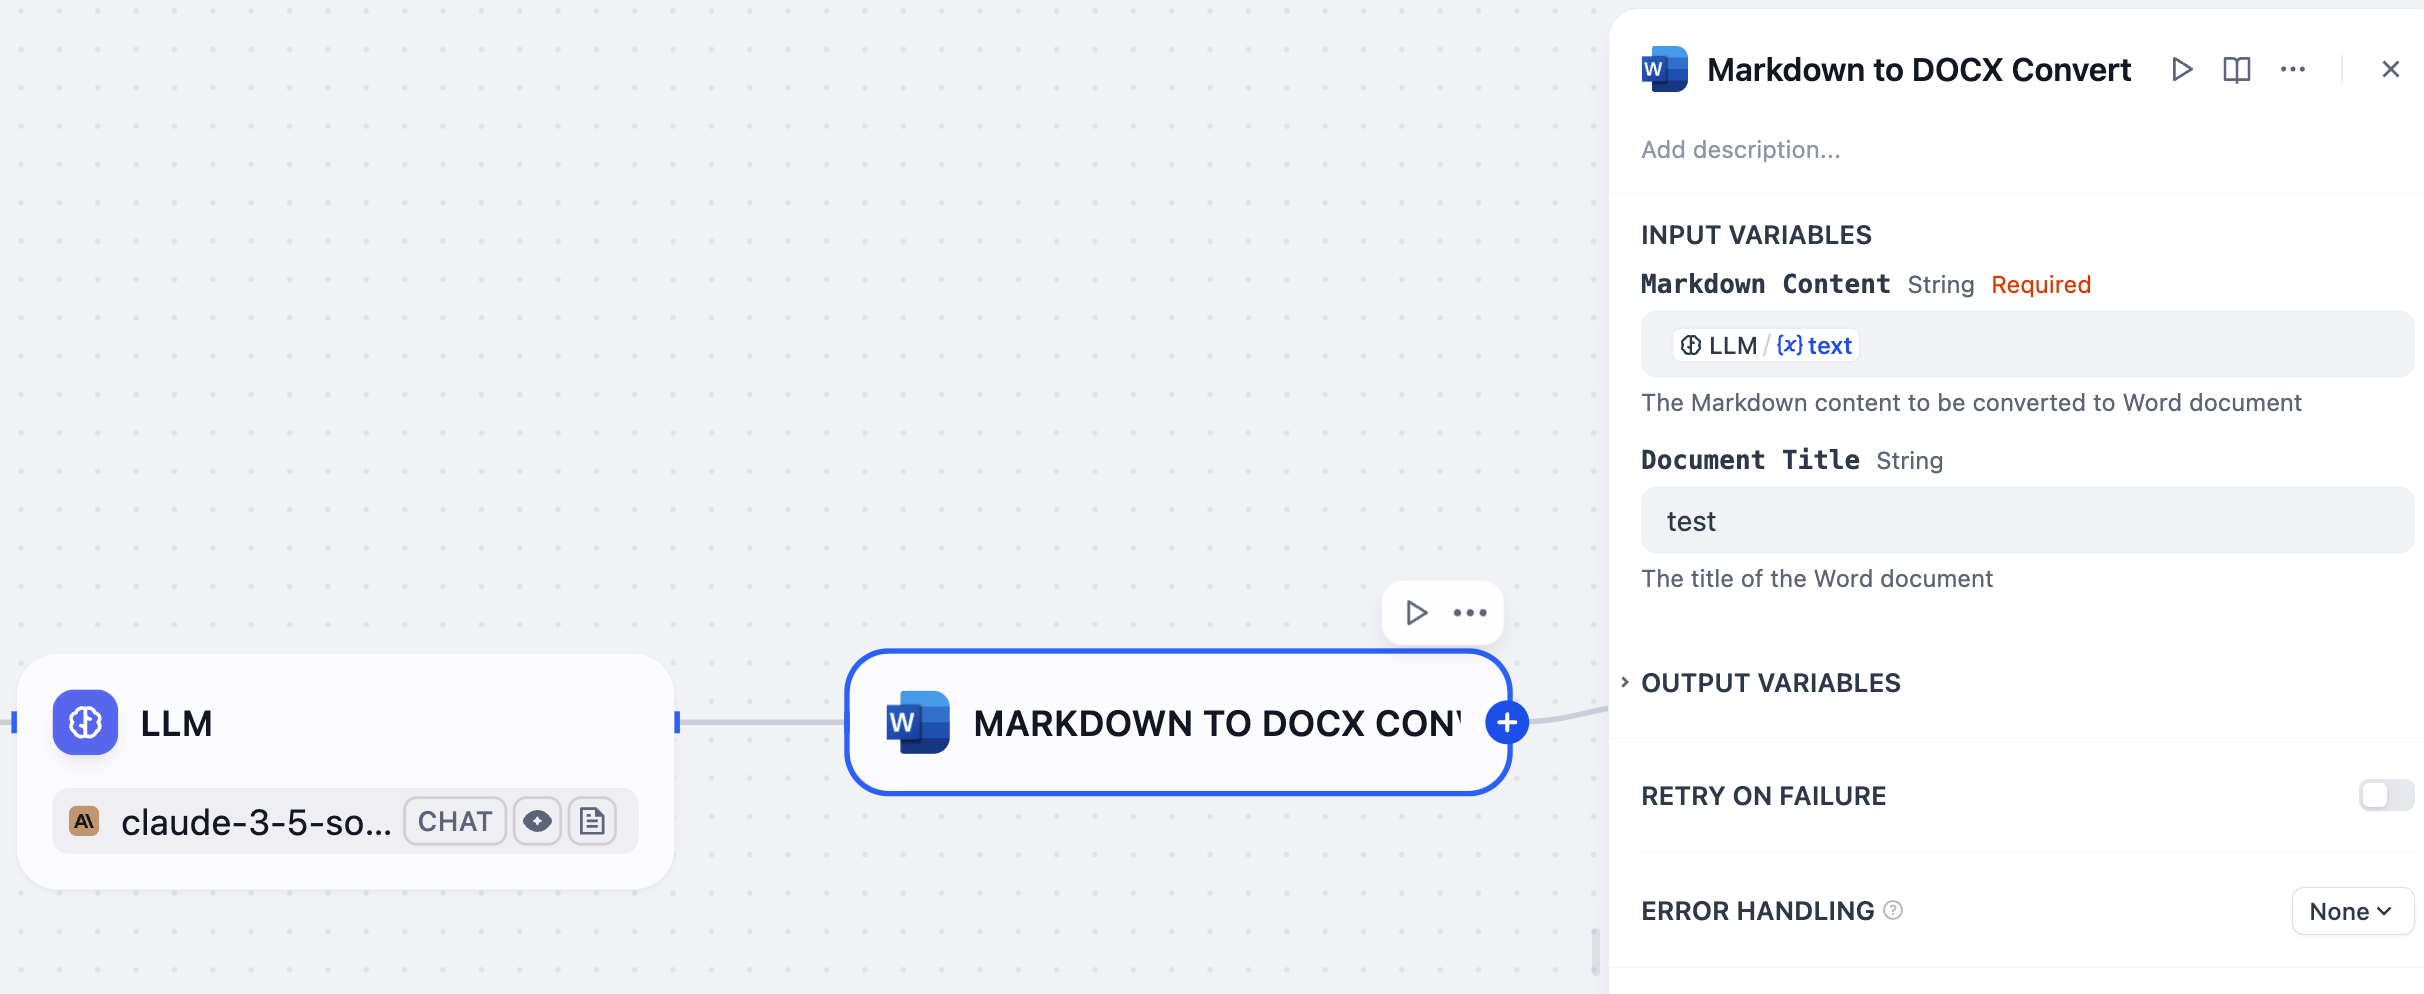 LLM
claude-3-5-so... CHAT
MARKDOWN TO DOCX CON
Markdown to DOCX Convert
Add description...
INPUT VARIABLES
Markdown Content String Required
LLM / {x} text
The Markdown content to be converted to Word document
Document Title String
test
The title of the Word document
OUTPUT VARIABLES
RETRY ON FAILURE
ERROR HANDLING ?
None